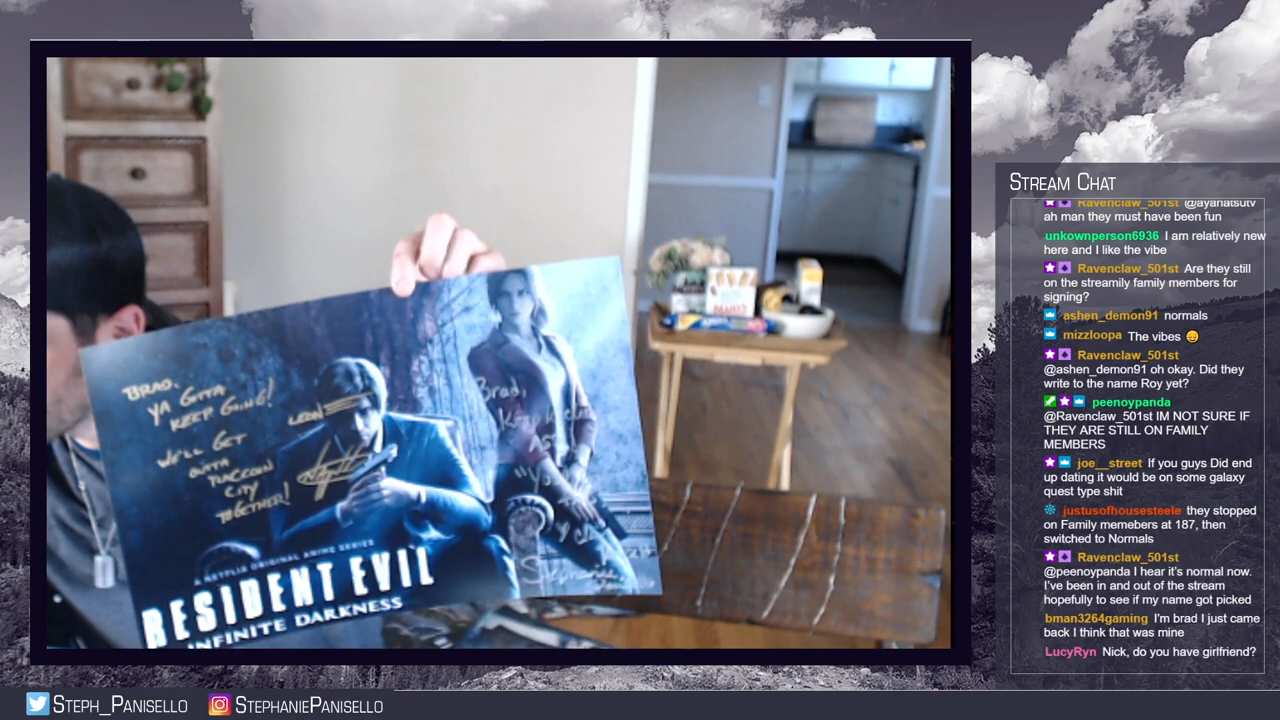 BRAD,
YA GOTTA
KEEP GOING!
WE'LL GET
OUTTA
RACCOON
CITY
TOGETHER!
LEON
Brad,
A NETFLIX ORIGINAL ANIME SERIES
RESIDENT EVIL
INFINITE DARKNESS
STREAM CHAT
Ravenclaw_501st @ayahatsutv
ah man they must have been fun
unkownperson6936 I am relatively new
here and I like the vibe
Ravenclaw_501st Are they still
on the streamily family members for
signing?
ashen_demon91 normals
mizzloopa The vibes
Ravenclaw_501st
@ashen_demon91 oh okay. Did they
write to the name Roy yet?
peenoypanda
@Ravenclaw_501st IM NOT SURE IF
THEY ARE STILL ON FAMILY
MEMBERS
joe__street If you guys Did end
up dating it would be on some galaxy
quest type shit
justusofhousesteele they stopped
on Family memebers at 187, then
switched to Normals
Ravenclaw_501st
@peenoypanda I hear it's normal now.
I've been in and out of the stream
hopefully to see if my name got picked
bman3264gaming I'm brad I just came
back I think that was mine
LucyRyn Nick, do you have girlfriend?
STEPH_PANISELLO
STEPHANIEPANISELLO